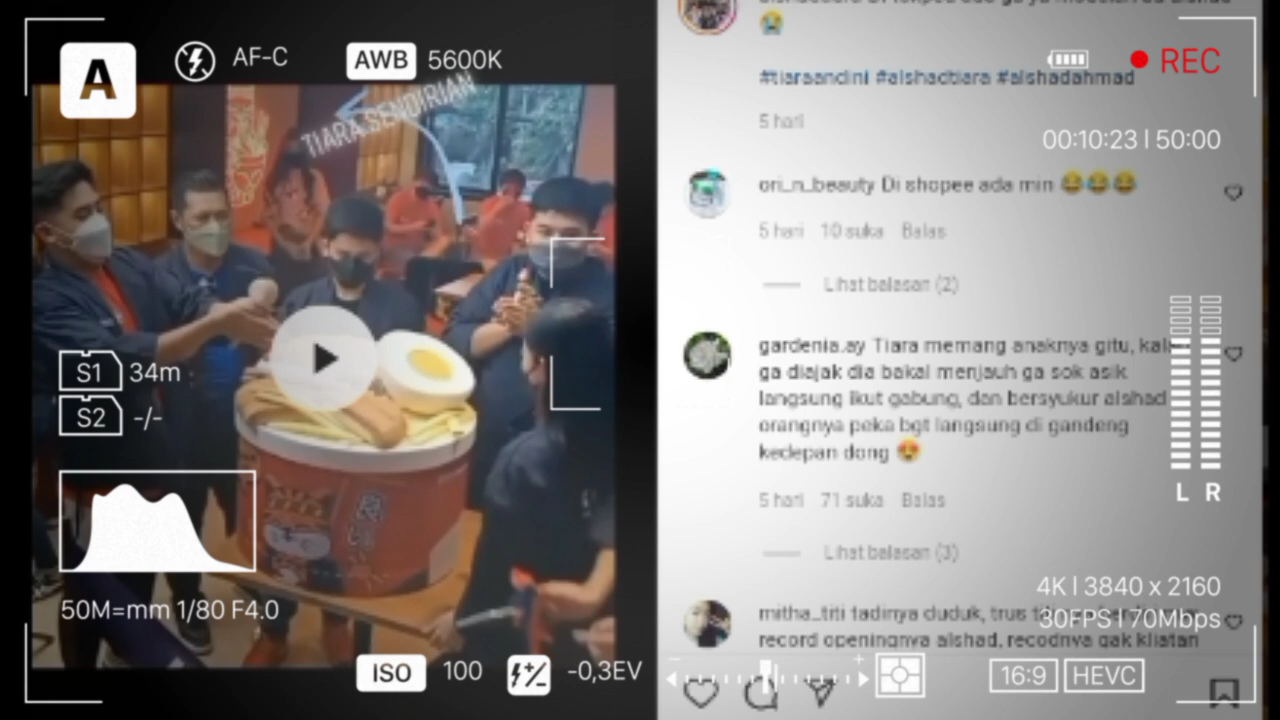 A
AF-C
AWB 5600K
TIARA SENDIRIAN
S1 34m
S2 -/-
50M=mm 1/80 F4.0
ISO 100 -0,3EV
#tiaraandini #alshadtiara #alshadahmad
5 hari
ori_n_beauty Di shopee ada min 😂😂😂
5 hari 10 suka Balas
Lihat balasan (2)
gardenia.ay Tiara memang anaknya gitu,
ga diajak dia bakal menjauh ga sok asik
langsung ikut gabung, dan bersyukur alshad
orangnya peka bgt langsung di gandeng
kedepan dong 😍
5 hari 71 suka Balas
Lihat balasan (3)
mitha_titi tadinya duduk, trus
record openingnya alshad, recodnya gak kliatan
REC
00:10:23 | 50:00
L R
4K | 3840 x 2160
30FPS | 70Mbps
16:9 HEVC